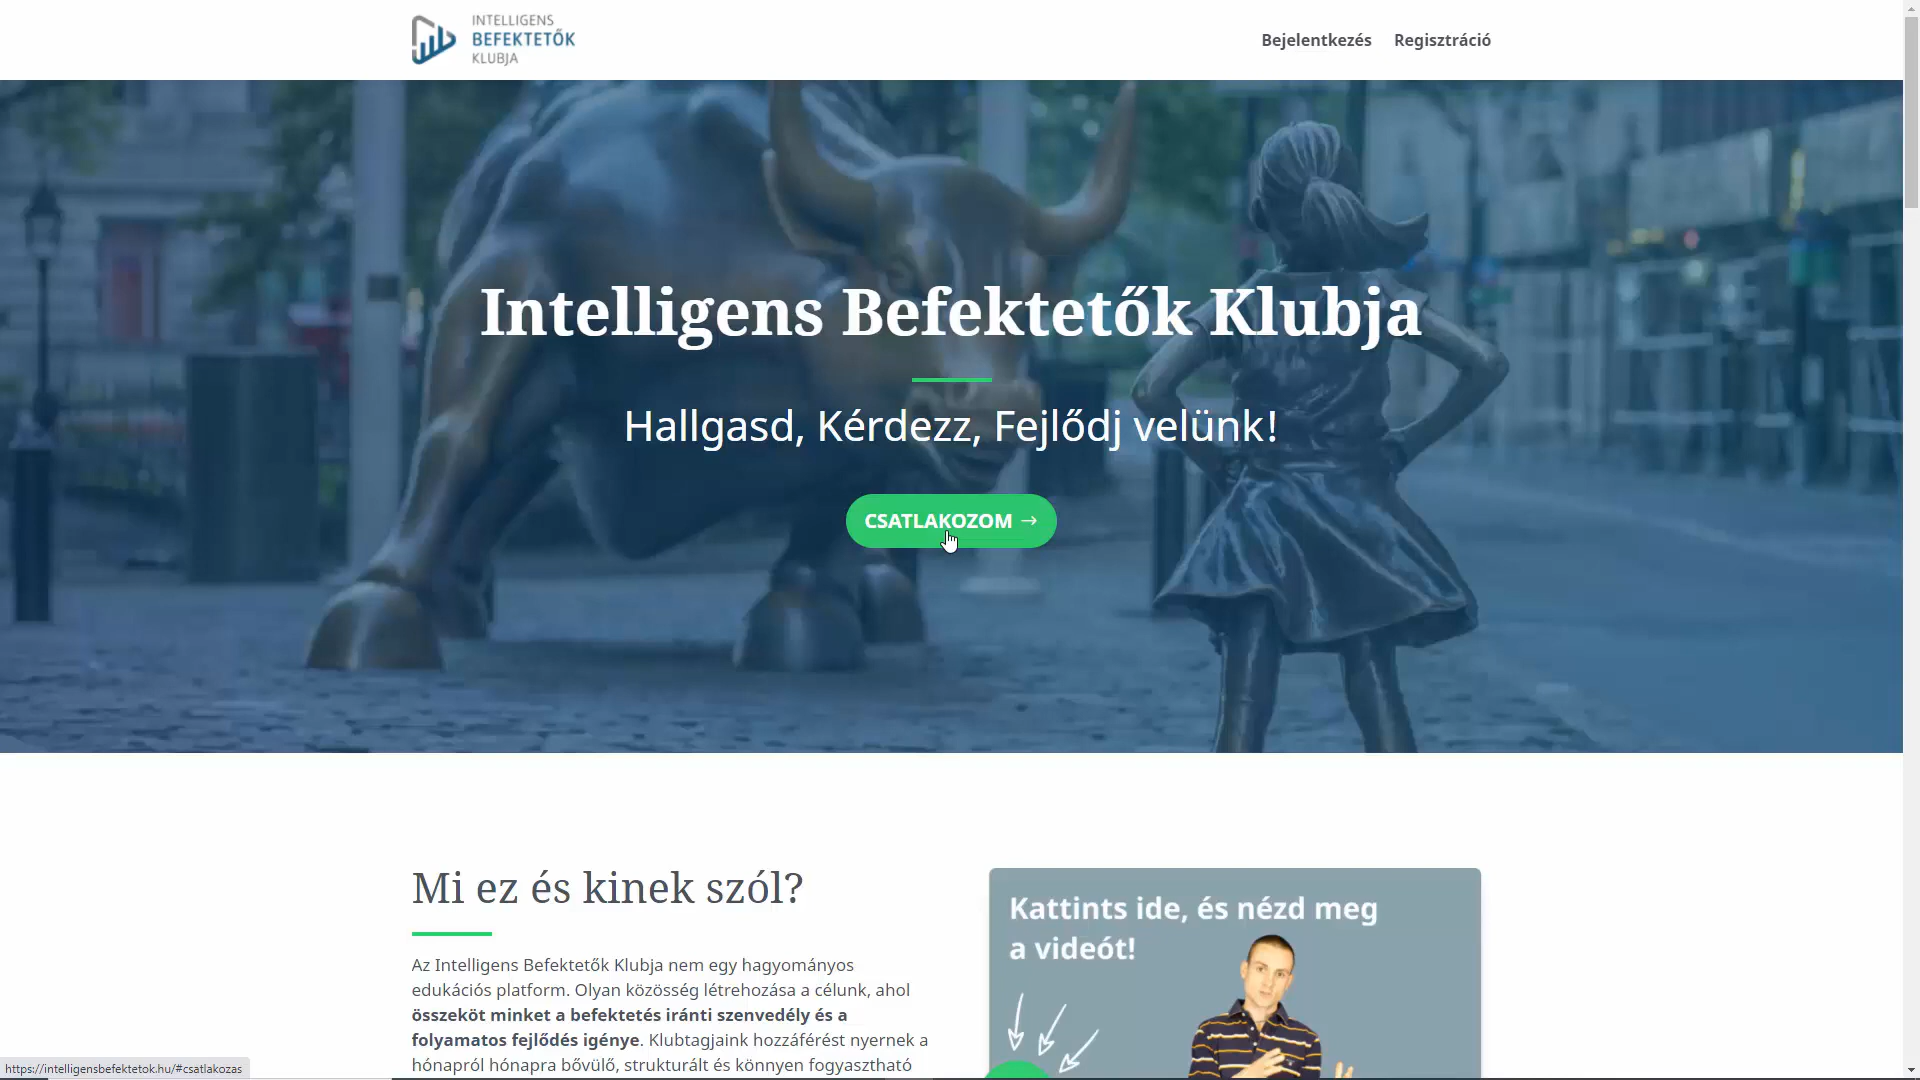 INTELLIGENS
BEFEKTETŐK
KLUBJA
Bejelentkezés Regisztráció
Intelligens Befektetők Klubja
Hallgasd, Kérdezz, Fejlődj velünk!
CSATLAKOZOM →
Mi ez és kinek szól?
Az Intelligens Befektetők Klubja nem egy hagyományos
edukációs platform. Olyan közösség létrehozása a célunk, ahol
összeköt minket a befektetés iránti szenvedély és a
folyamatos fejlődés igénye. Klubtagjaink hozzáférést nyernek a
hónapról hónapra bővülő, strukturált és könnyen fogyasztható
Kattints ide, és nézd meg
a videót!
https://intelligensbefektetok.hu/#csatlakozas